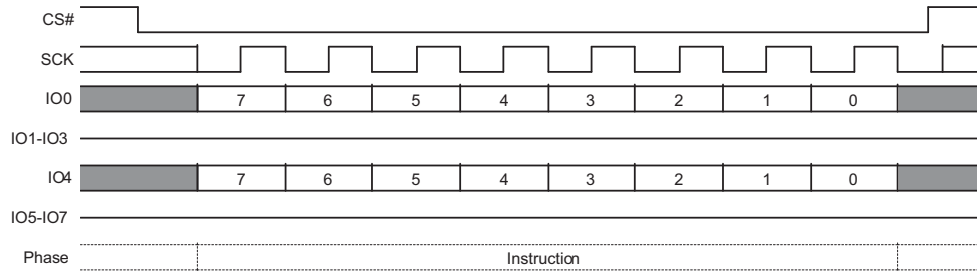 CS#
SCK
IO0 7 6 5 4 3 2 1 0
IO1-IO3
IO4 7 6 5 4 3 2 1 0
IO5-IO7
Phase Instruction